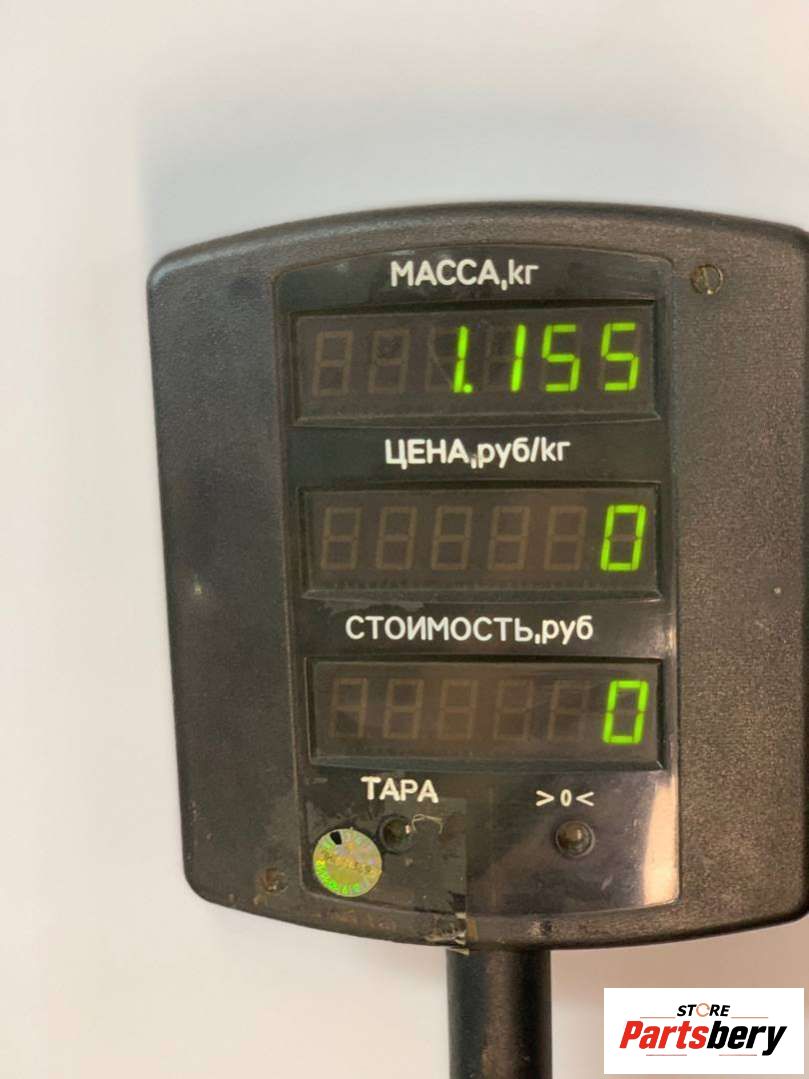 МАССА,кг
1.155
ЦЕНА,руб/кг
0
СТОИМОСТЬ,руб
0
ТАРА >0<
STORE
Partsbery